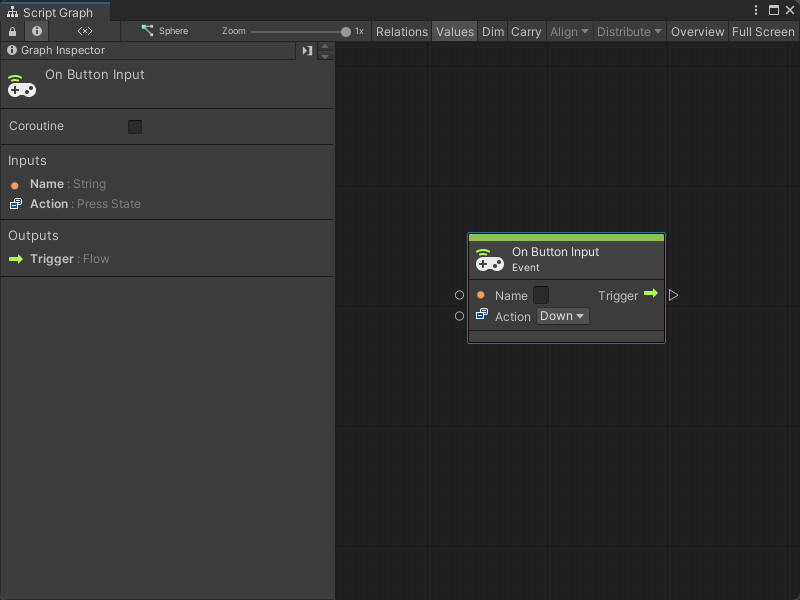 Script Graph
<×> Sphere Zoom 1x Relations Values Dim Carry Align Distribute Overview Full Screen
Graph Inspector
On Button Input
Coroutine
Inputs
Name : String
Action : Press State
Outputs
Trigger : Flow
On Button Input
Event
Name Trigger
Action Down